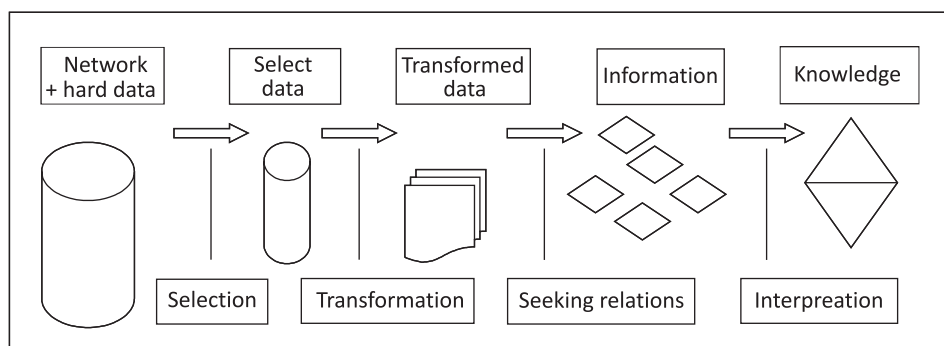 Network
+ hard data
Select
data
Transformed
data
Information
Knowledge
Selection
Transformation
Seeking relations
Interpreation